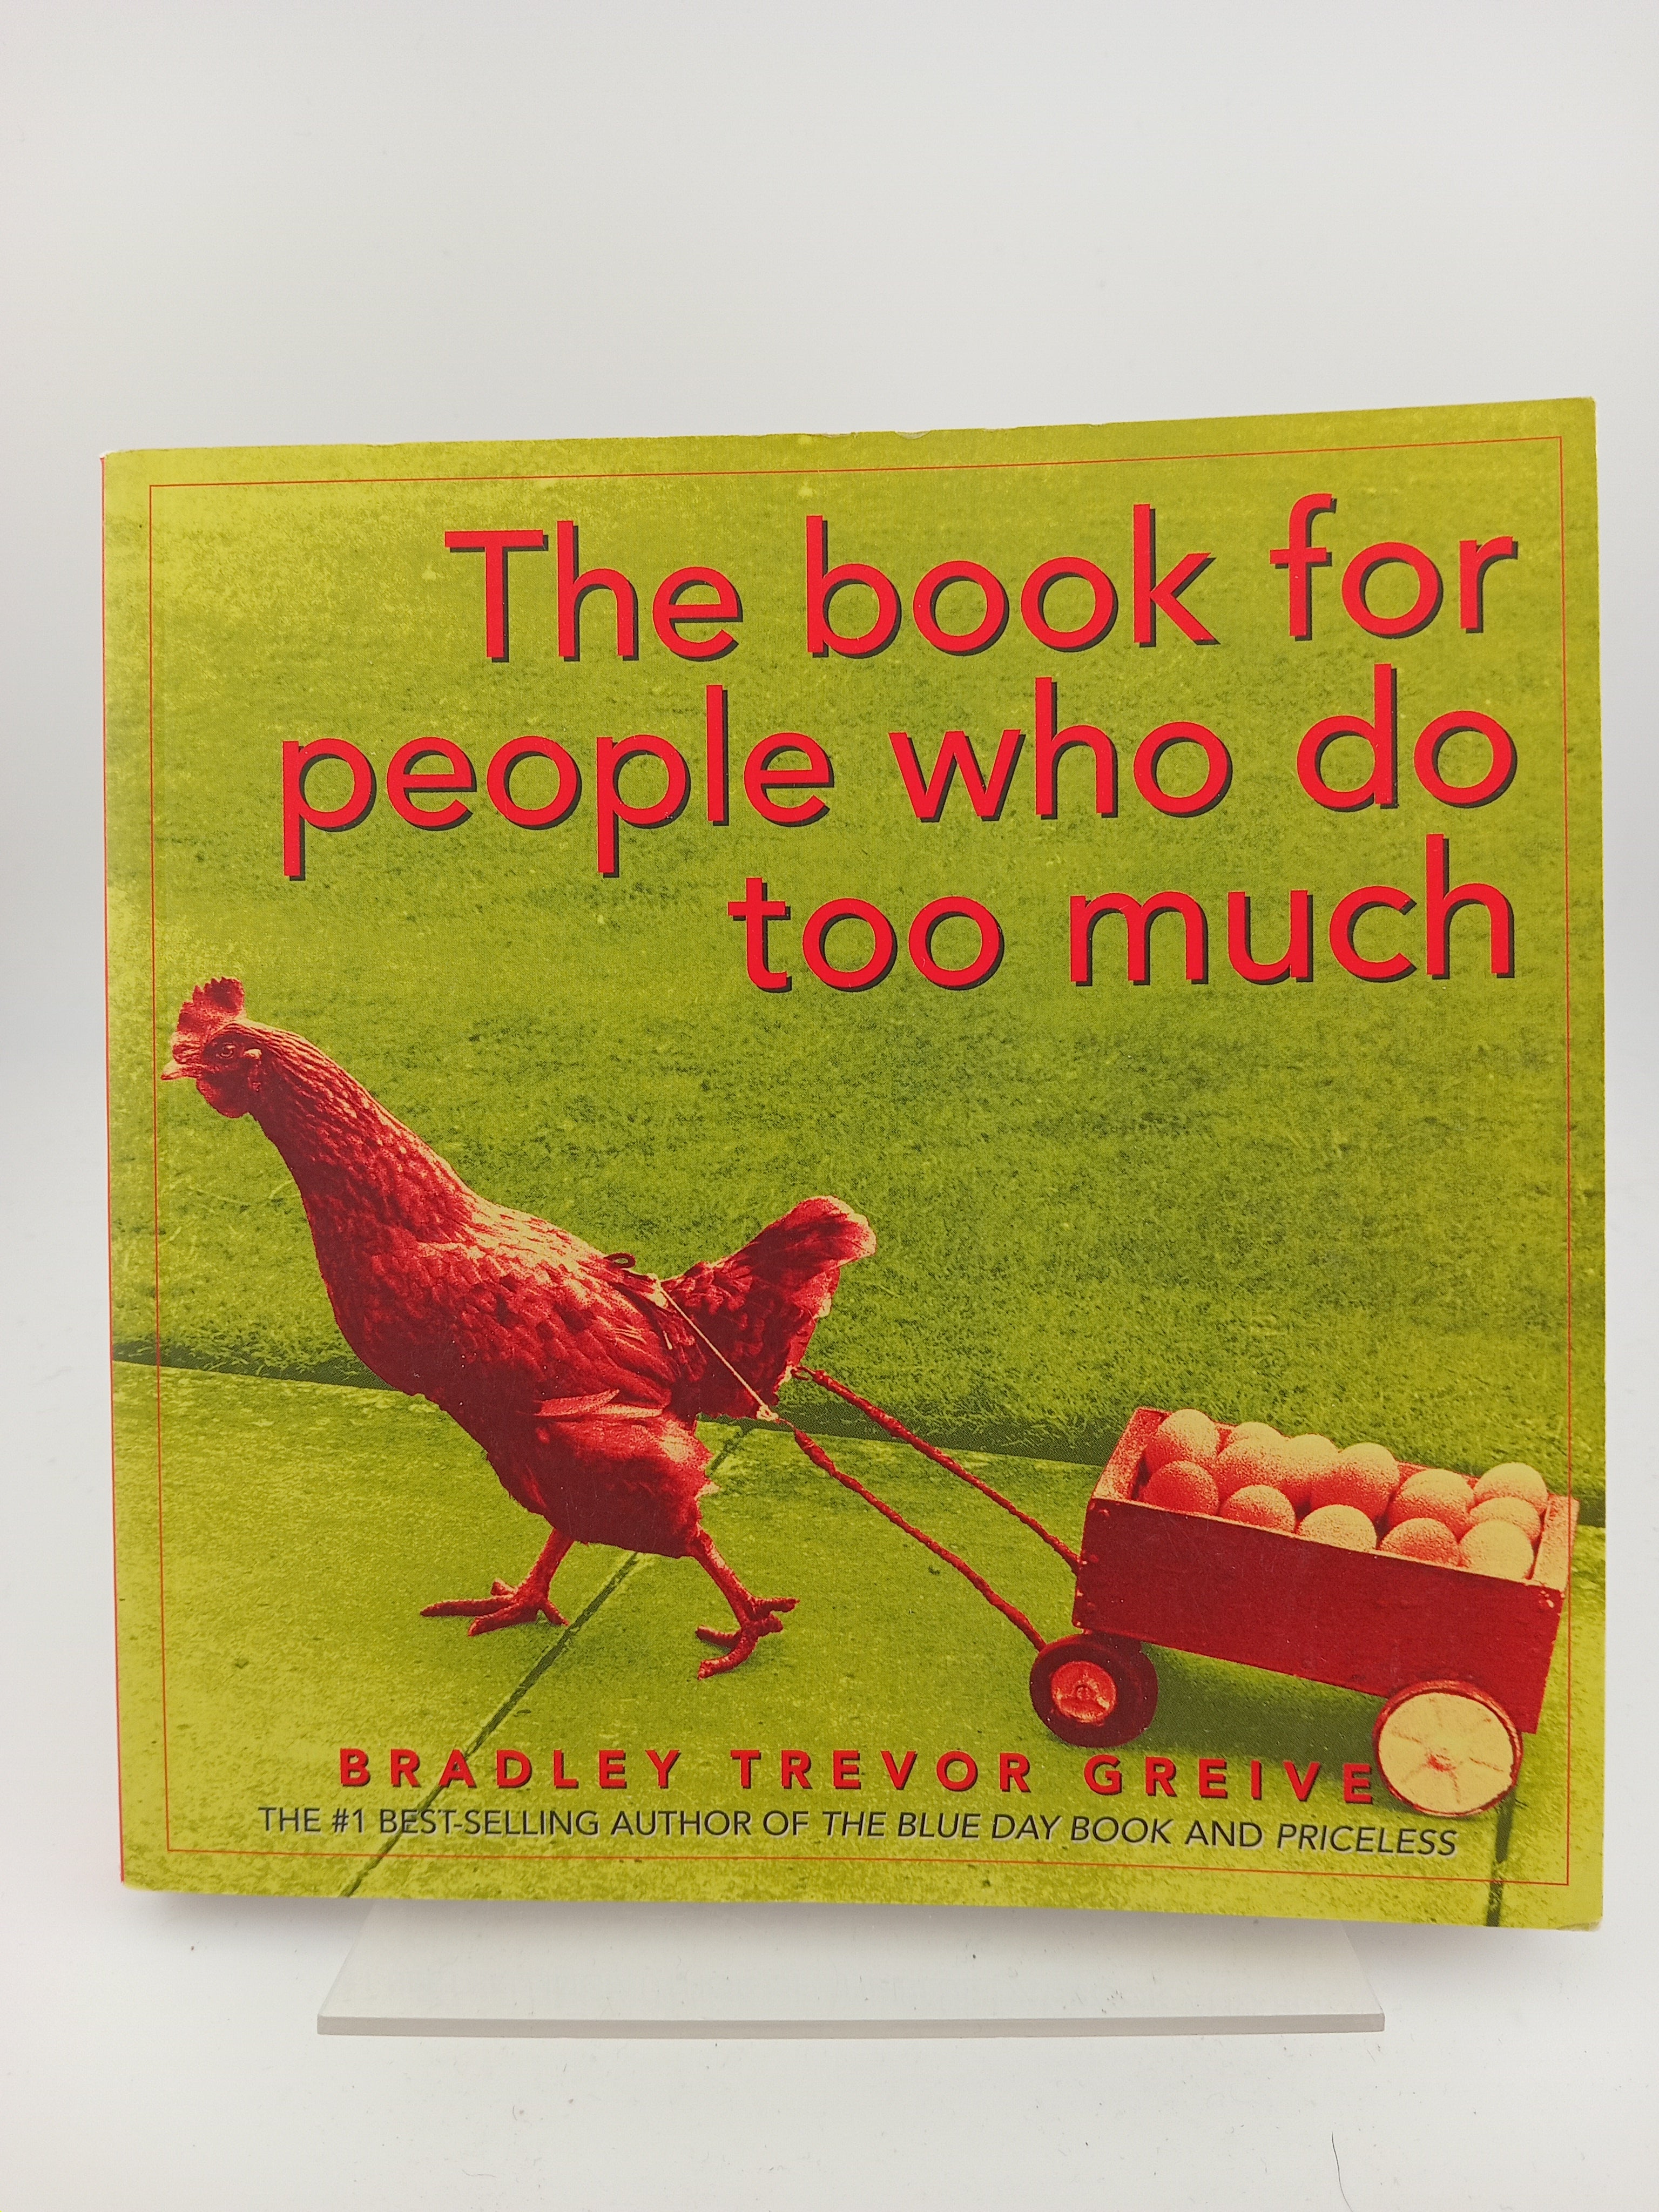 The book for
people who do
too much
BRADLEY TREVOR GREIVE
THE #1 BEST-SELLING AUTHOR OF THE BLUE DAY BOOK AND PRICELESS